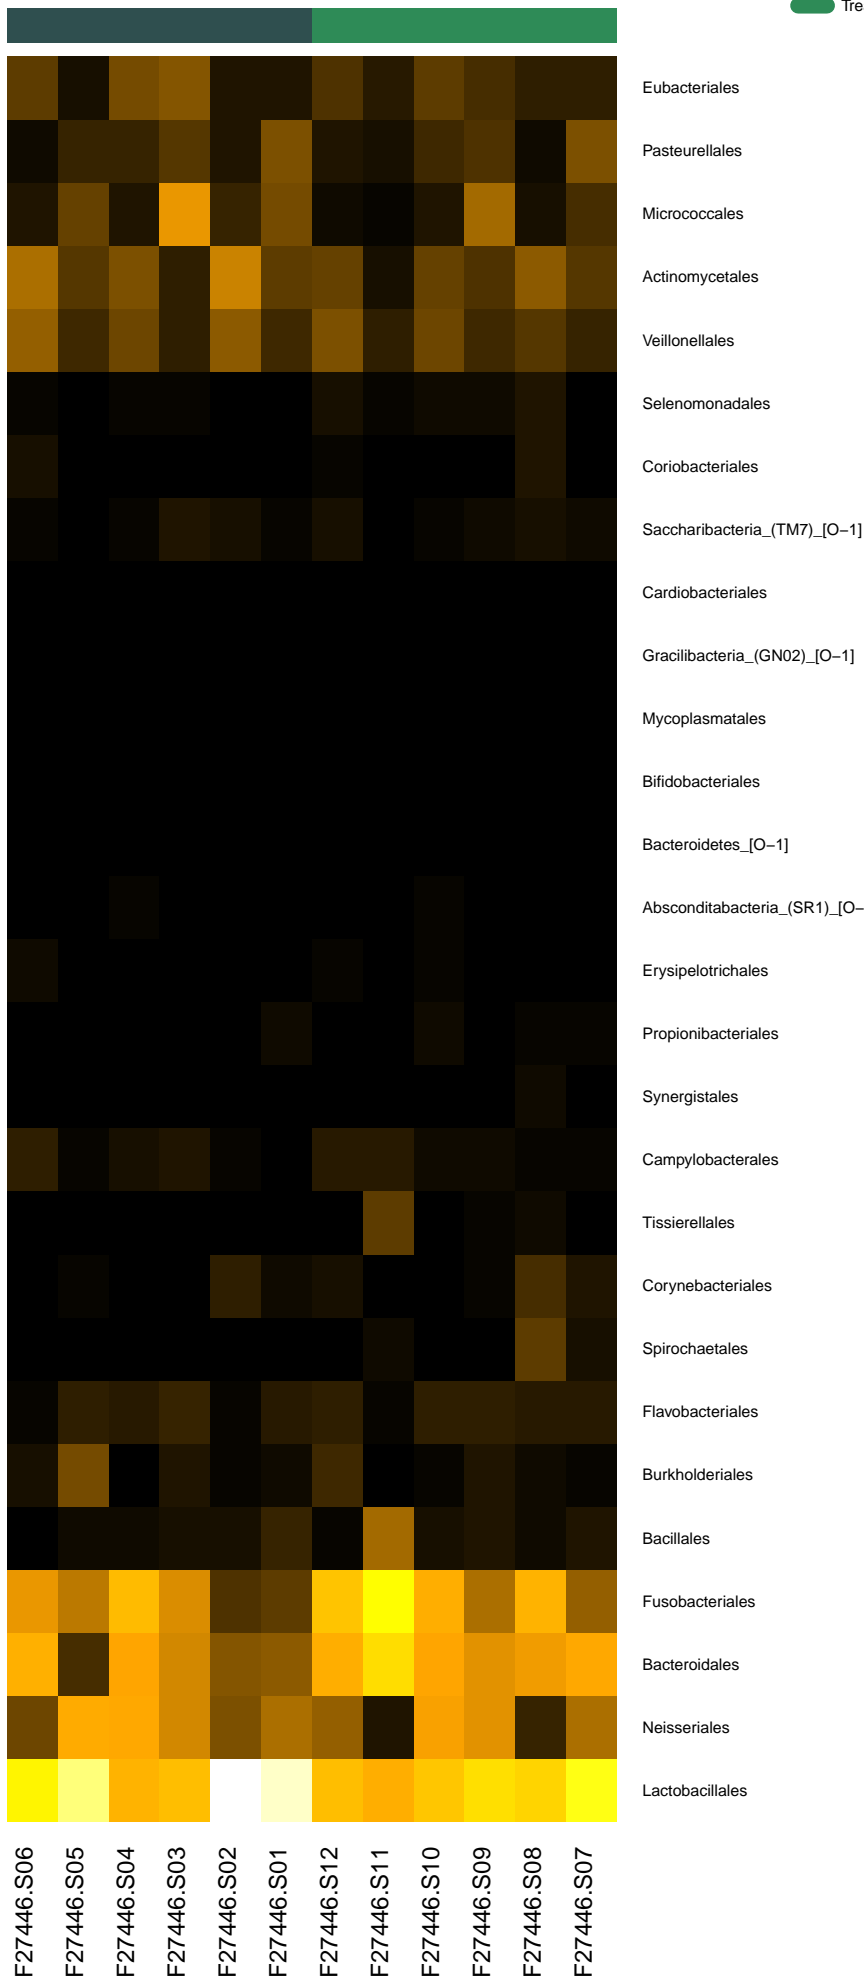 Tre
Eubacteriales
Pasteurellales
Micrococcales
Actinomycetales
Veillonellales
Selenomonadales
Coriobacteriales
Saccharibacteria_(TM7)_[O−1]
Cardiobacteriales
Gracilibacteria_(GN02)_[O−1]
Mycoplasmatales
Bifidobacteriales
Bacteroidetes_[O−1]
Absconditabacteria_(SR1)_[O−
Erysipelotrichales
Propionibacteriales
Synergistales
Campylobacterales
Tissierellales
Corynebacteriales
Spirochaetales
Flavobacteriales
Burkholderiales
Bacillales
Fusobacteriales
Bacteroidales
Neisseriales
Lactobacillales
F27446.S06
F27446.S05
F27446.S04
F27446.S03
F27446.S02
F27446.S01
F27446.S12
F27446.S11
F27446.S10
F27446.S09
F27446.S08
F27446.S07